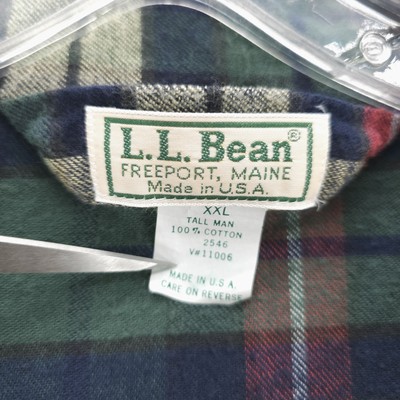 L.L. Bean®
FREEPORT, MAINE
Made in U.S.A.
XXL
TALL MAN
100% COTTON
2546
V#11006
MADE IN U.S.A.
CARE ON REVERSE